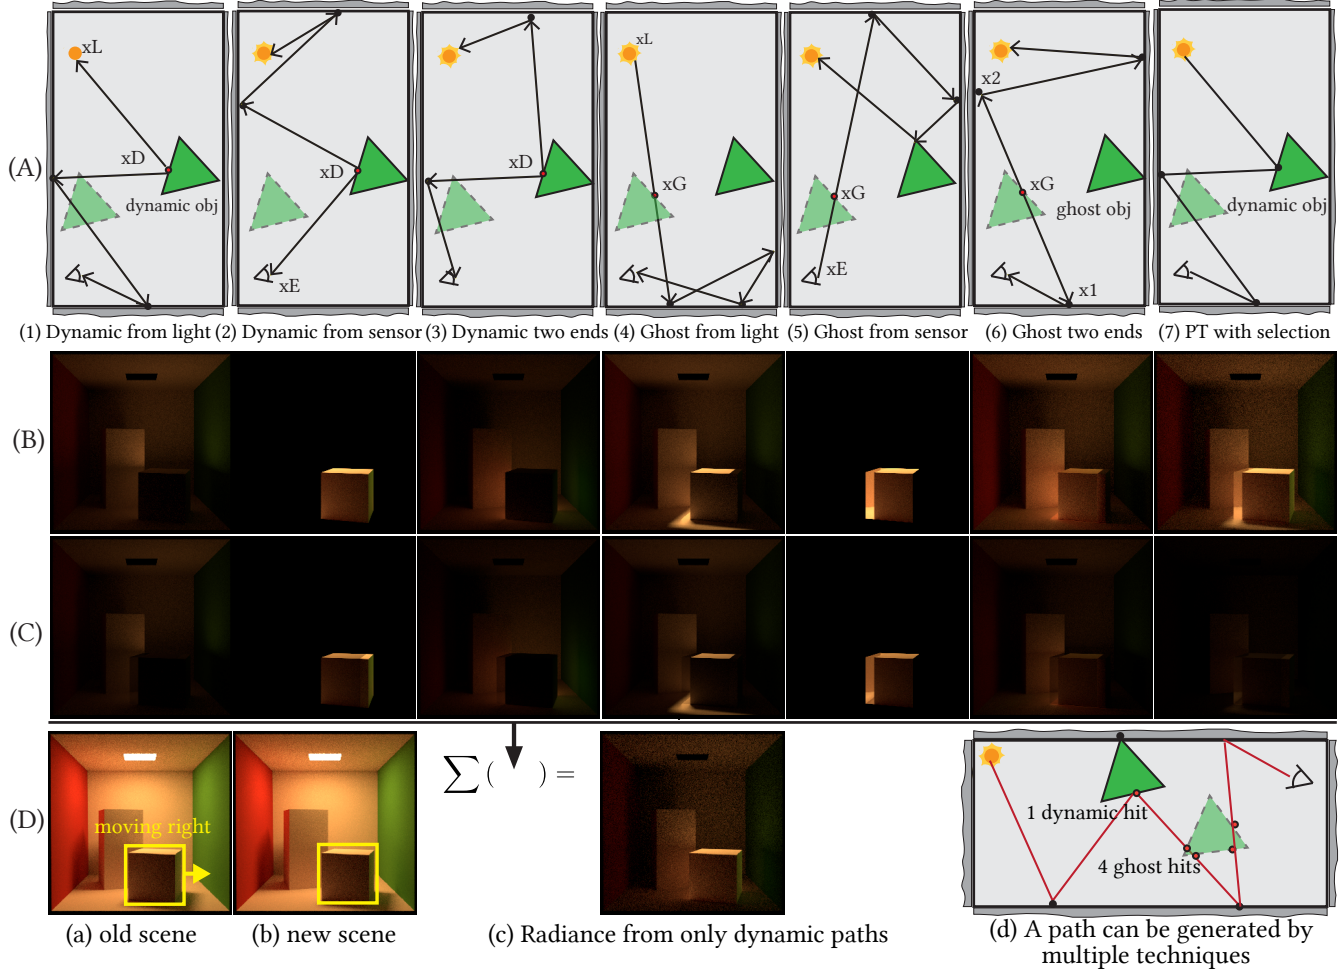 (A)
xL
xD
dynamic obj
xD
xE
xD
xL
xG
xG
xE
x2
xG
ghost obj
x1
dynamic obj
(1) Dynamic from light
(2) Dynamic from sensor
(3) Dynamic two ends
(4) Ghost from light
(5) Ghost from sensor
(6) Ghost two ends
(7) PT with selection
(B)
(C)
(D)
moving right
∑ ( ) =
1 dynamic hit
4 ghost hits
(a) old scene
(b) new scene
(c) Radiance from only dynamic paths
(d) A path can be generated by
multiple techniques